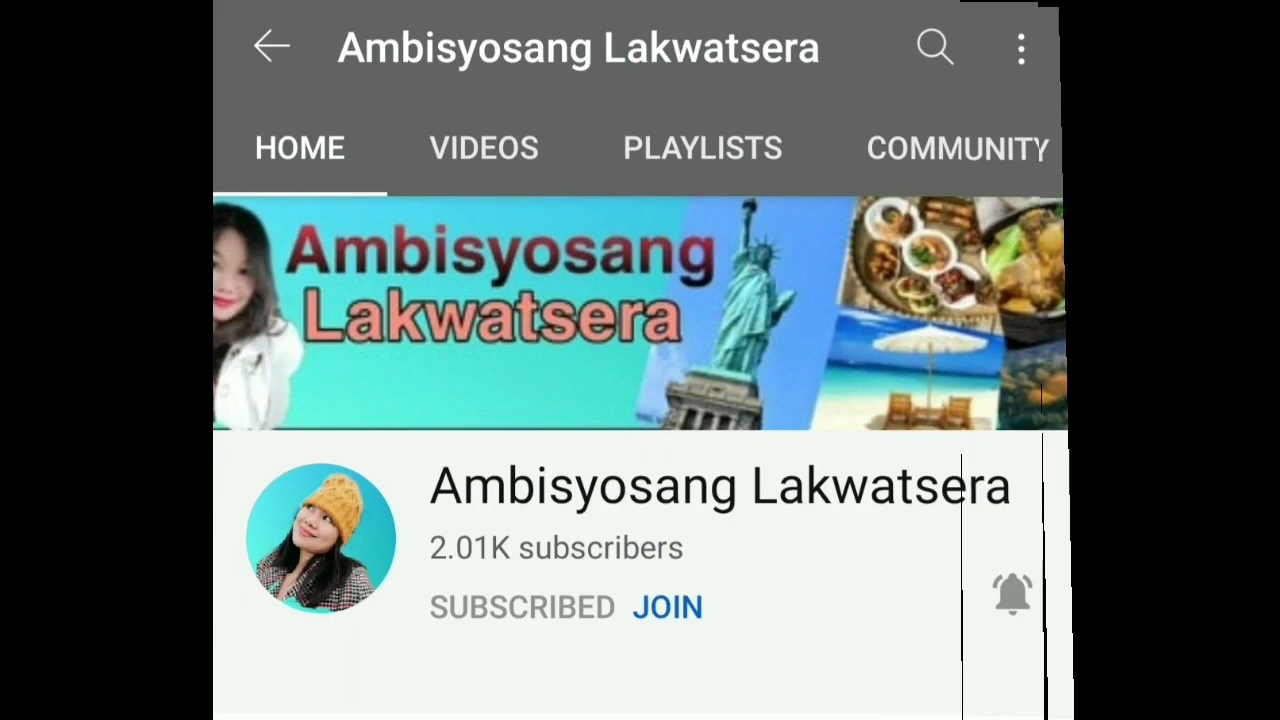 Ambisyosang Lakwatsera
HOME VIDEOS PLAYLISTS COMMUNITY
Ambisyosang
Lakwatsera
Ambisyosang Lakwatsera
2.01K subscribers
SUBSCRIBED JOIN